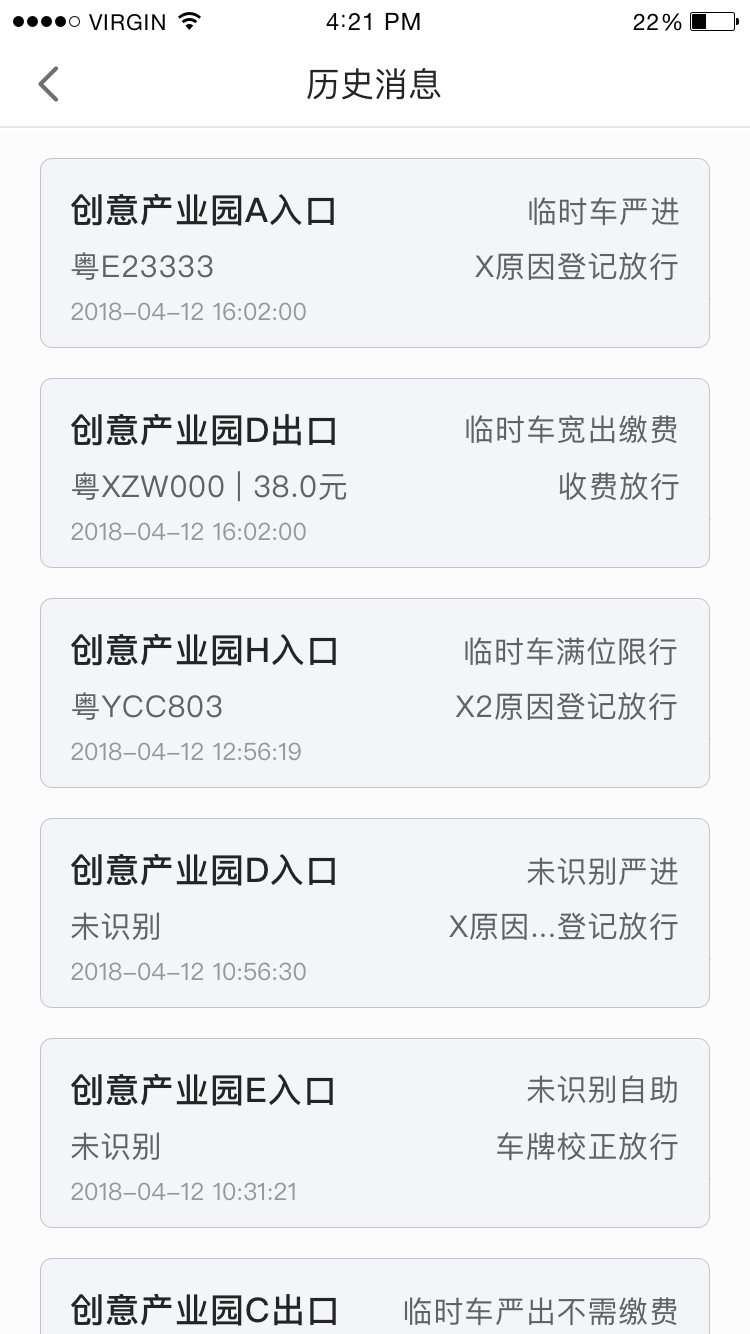 VIRGIN 4:21 PM 22%
历史消息
创意产业园A入口 临时车严进
粤E23333 X原因登记放行
2018-04-12 16:02:00
创意产业园D出口 临时车宽出缴费
粤XZW000 | 38.0元 收费放行
2018-04-12 16:02:00
创意产业园H入口 临时车满位限行
粤YCC803 X2原因登记放行
2018-04-12 12:56:19
创意产业园D入口 未识别严进
未识别 X原因...登记放行
2018-04-12 10:56:30
创意产业园E入口 未识别自助
未识别 车牌校正放行
2018-04-12 10:31:21
创意产业园C出口 临时车严出不需缴费